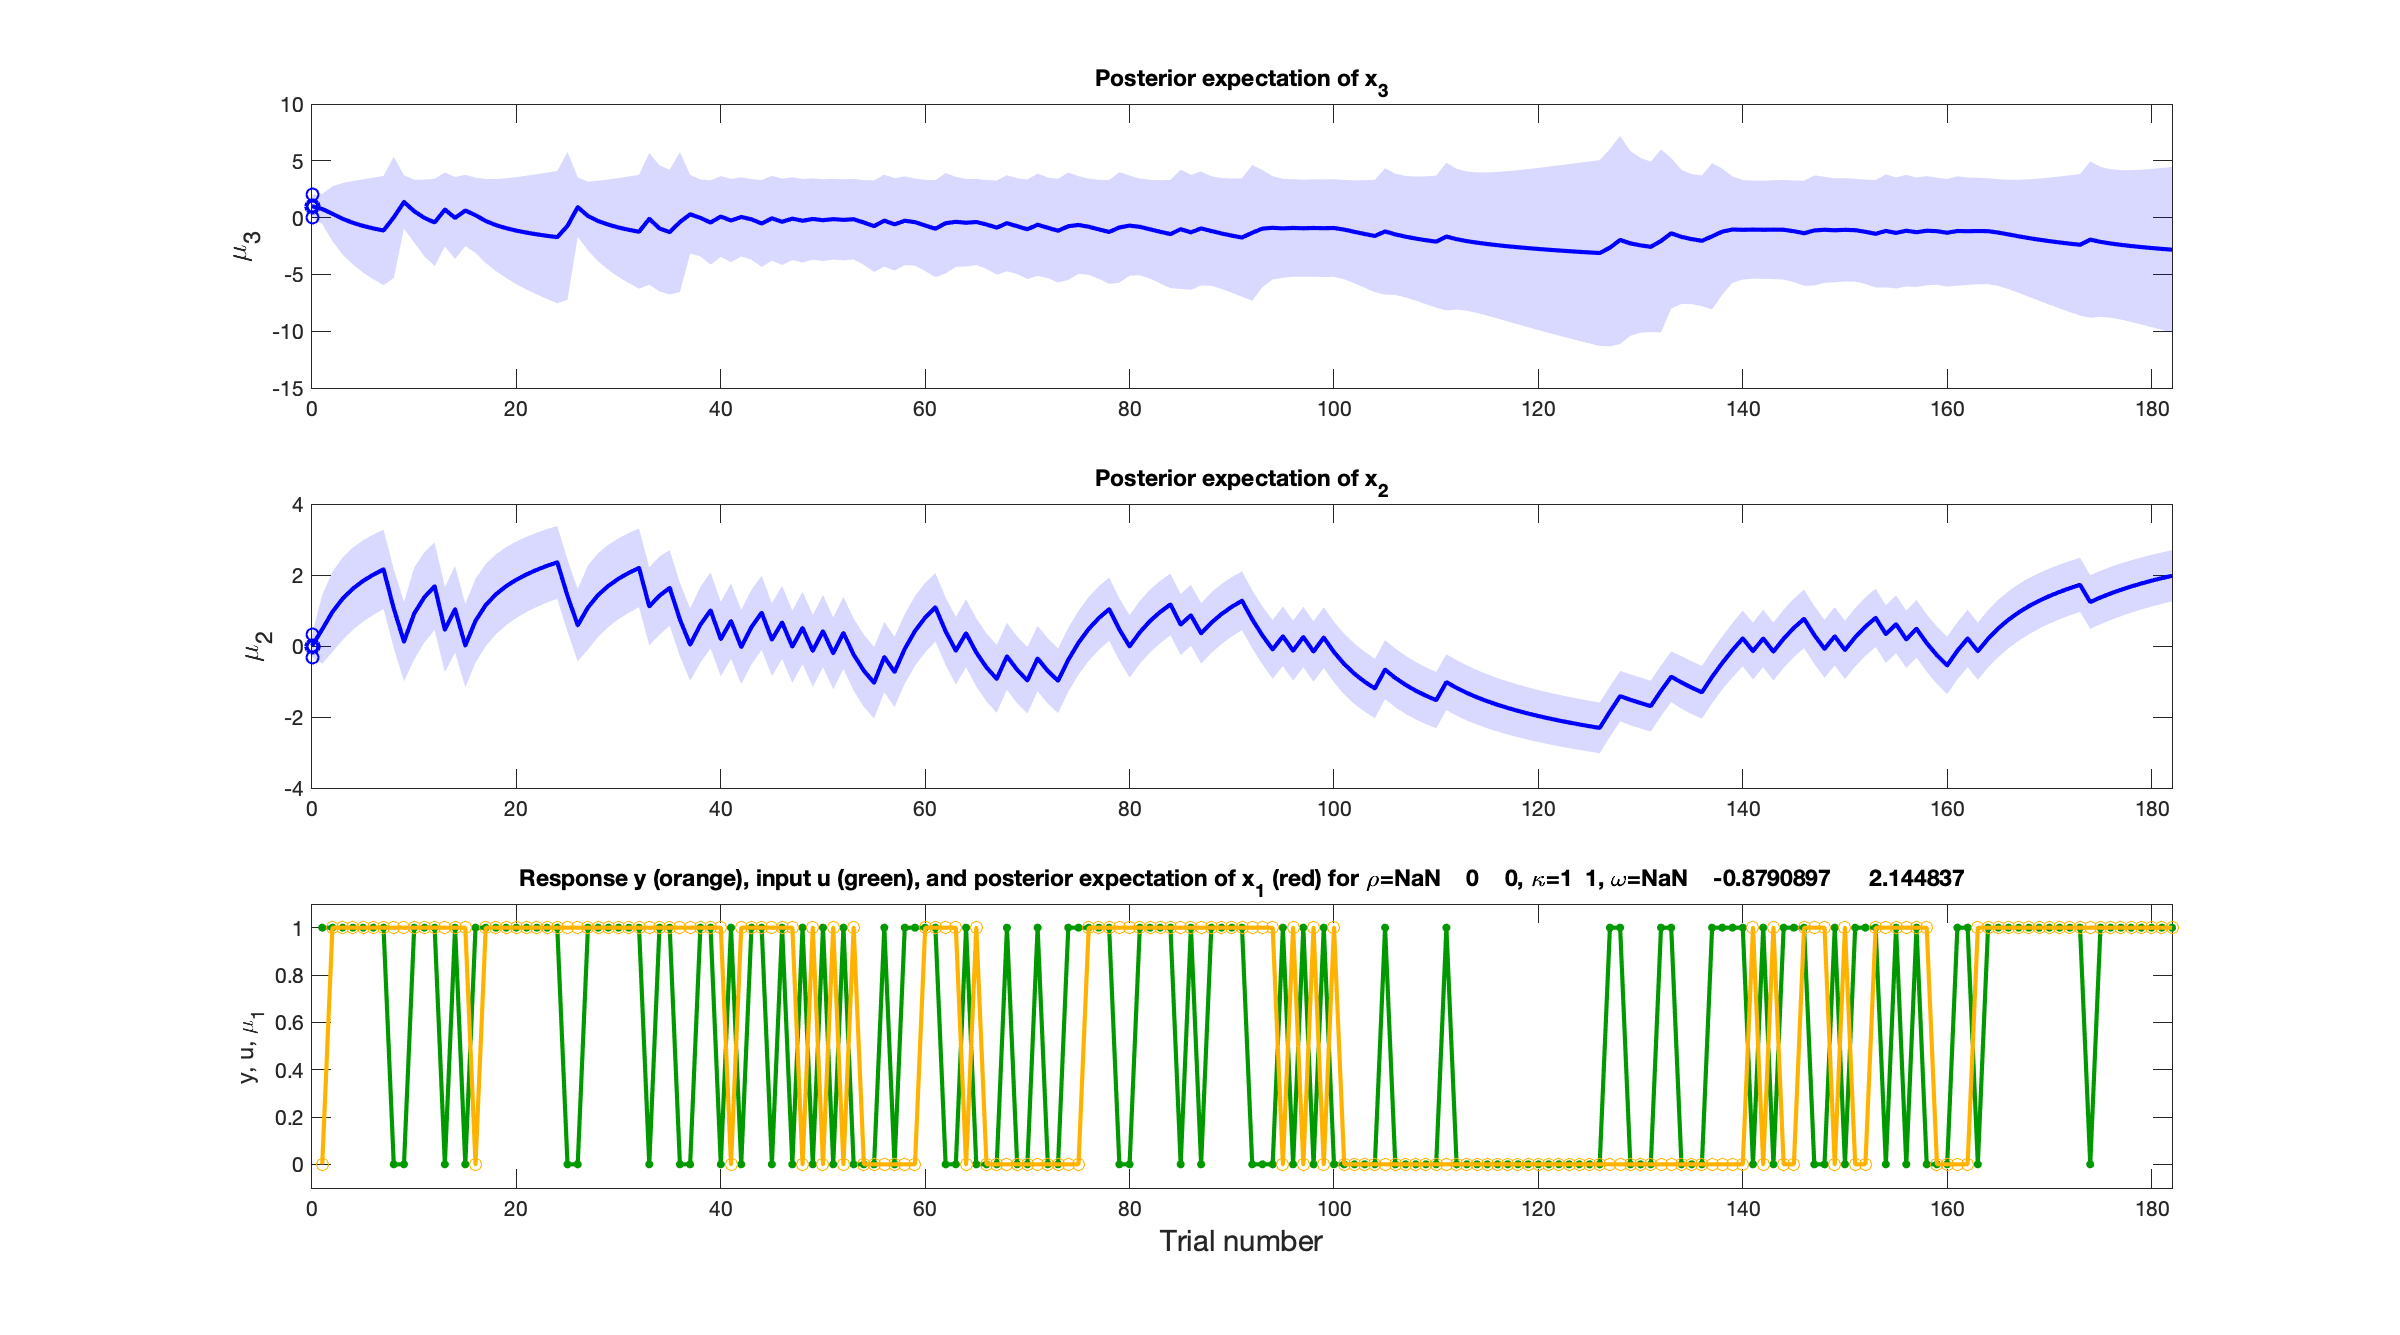 Posterior expectation of x3
10
5
0
-5
-10
-15
μ3
0 20 40 60 80 100 120 140 160 180
Posterior expectation of x2
4
2
0
-2
-4
μ2
0 20 40 60 80 100 120 140 160 180
Response y (orange), input u (green), and posterior expectation of x1 (red) for ρ=NaN 0 0, κ=1 1, ω=NaN -0.8790897 2.144837
1
0.8
0.6
0.4
0.2
0
y, u, μ1
0 20 40 60 80 100 120 140 160 180
Trial number